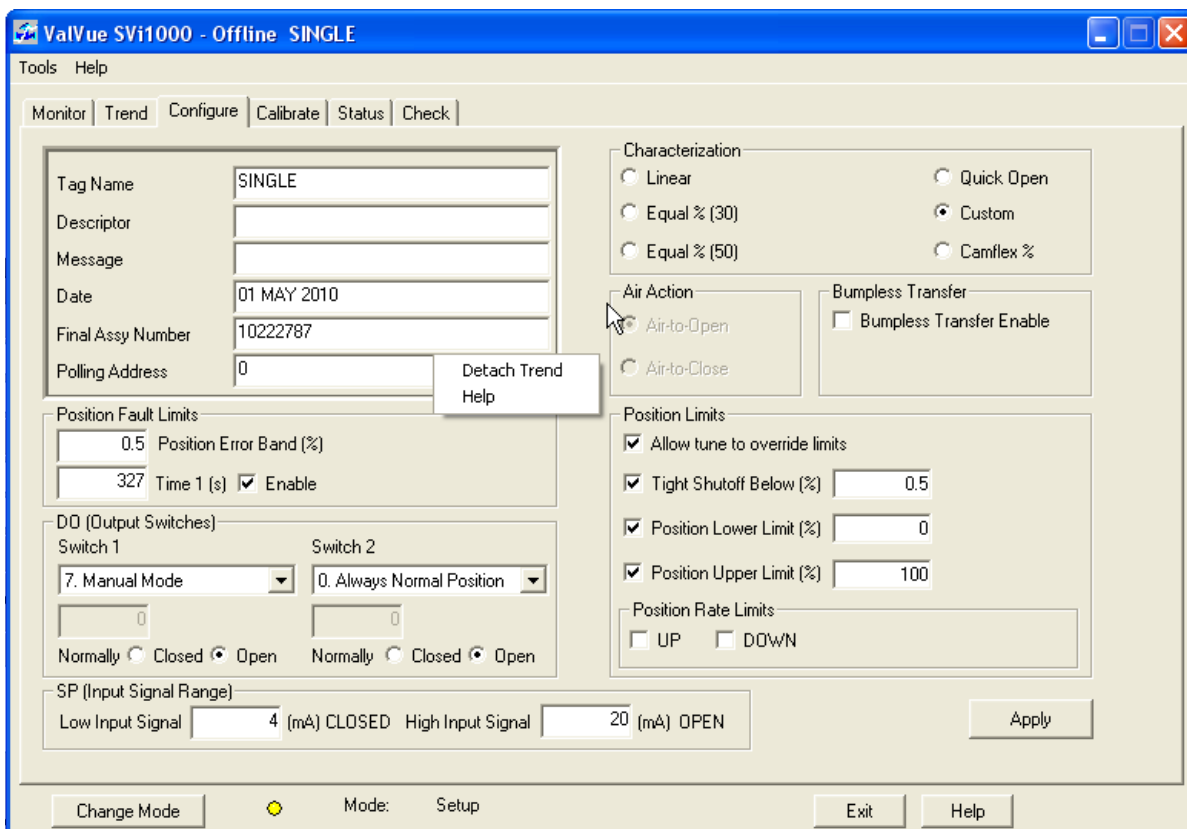 ValVue SVi1000 - Offline SINGLE
Tools Help
Monitor Trend Configure Calibrate Status Check
Tag Name SINGLE
Descriptor
Message
Date 01 MAY 2010
Final Assy Number 10222787
Polling Address 0
Detach Trend
Help
Characterization
Linear Quick Open
Equal % (30) Custom
Equal % (50) Camflex %
Air Action
Air-to-Open
Air-to-Close
Bumpless Transfer
Bumpless Transfer Enable
Position Fault Limits
0.5 Position Error Band (%)
327 Time 1 (s) Enable
DO (Output Switches)
Switch 1 Switch 2
7. Manual Mode 0. Always Normal Position
0 0
Normally Closed Open Normally Closed Open
Position Limits
Allow tune to override limits
Tight Shutoff Below (%) 0.5
Position Lower Limit (%) 0
Position Upper Limit (%) 100
Position Rate Limits
UP DOWN
SP (Input Signal Range)
Low Input Signal 4 (mA) CLOSED High Input Signal 20 (mA) OPEN
Apply
Change Mode Mode: Setup Exit Help